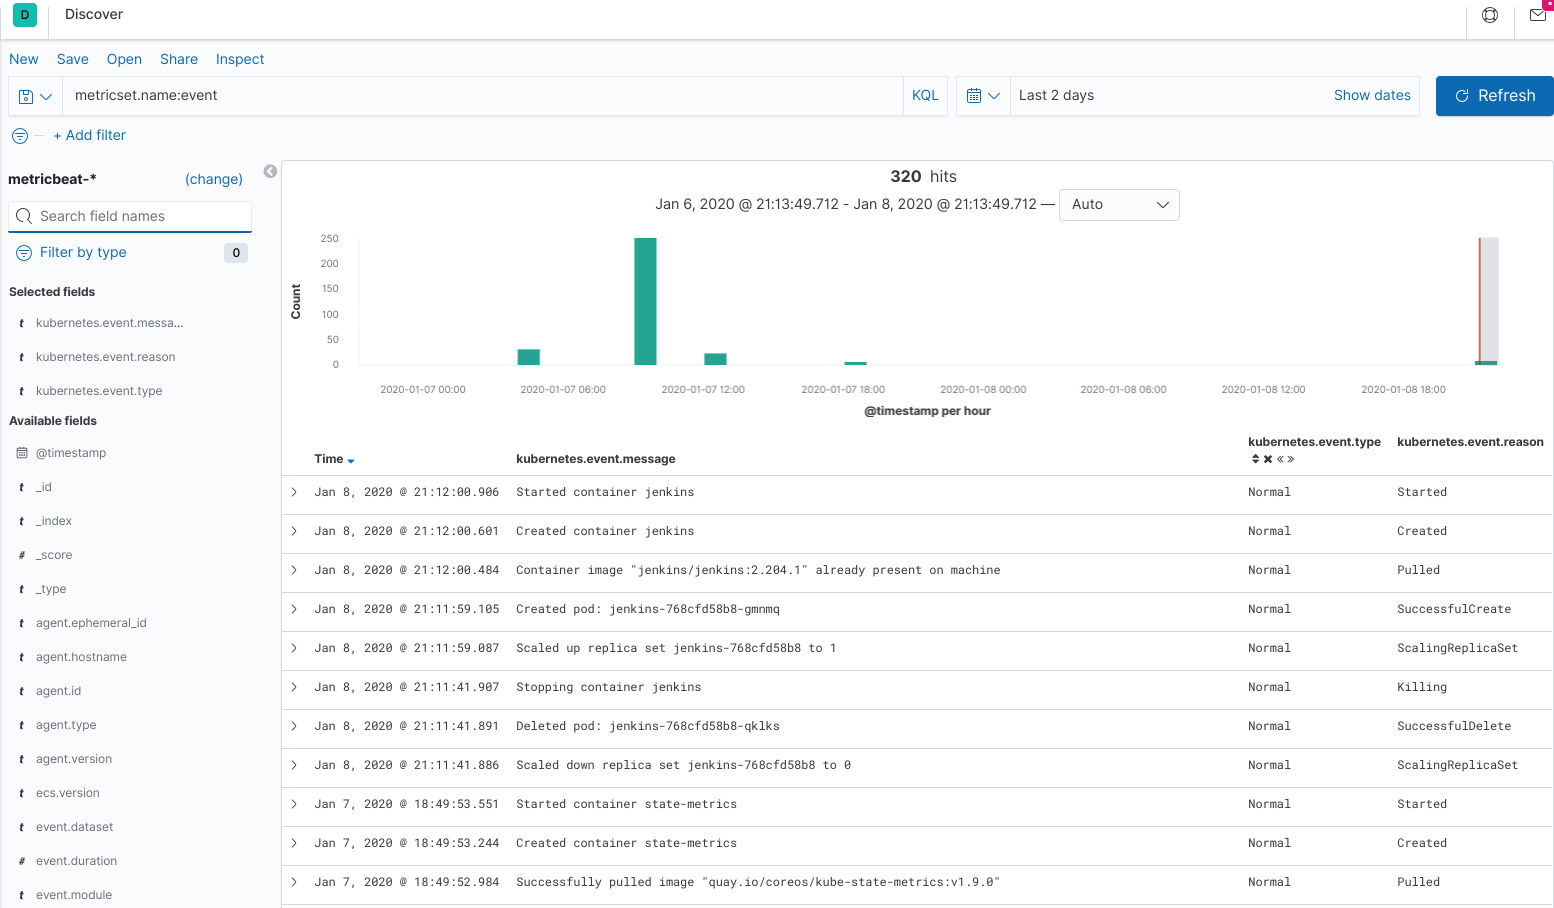 D Discover
New Save Open Share Inspect
metricset.name:event KQL Last 2 days Show dates Refresh
+ Add filter
metricbeat-* (change)
Search field names
Filter by type 0
Selected fields
t kubernetes.event.messa...
t kubernetes.event.reason
t kubernetes.event.type
Available fields
@timestamp
t _id
t _index
# _score
t _type
t agent.ephemeral_id
t agent.hostname
t agent.id
t agent.type
t agent.version
t ecs.version
t event.dataset
# event.duration
t event.module
320 hits
Jan 6, 2020 @ 21:13:49.712 - Jan 8, 2020 @ 21:13:49.712 — Auto
Count
250
200
150
100
50
0
2020-01-07 00:00 2020-01-07 06:00 2020-01-07 12:00 2020-01-07 18:00 2020-01-08 00:00 2020-01-08 06:00 2020-01-08 12:00 2020-01-08 18:00
@timestamp per hour
Time kubernetes.event.message kubernetes.event.type kubernetes.event.reason
Jan 8, 2020 @ 21:12:00.906 Started container jenkins Normal Started
Jan 8, 2020 @ 21:12:00.601 Created container jenkins Normal Created
Jan 8, 2020 @ 21:12:00.484 Container image "jenkins/jenkins:2.204.1" already present on machine Normal Pulled
Jan 8, 2020 @ 21:11:59.105 Created pod: jenkins-768cfd58b8-gmnmq Normal SuccessfulCreate
Jan 8, 2020 @ 21:11:59.087 Scaled up replica set jenkins-768cfd58b8 to 1 Normal ScalingReplicaSet
Jan 8, 2020 @ 21:11:41.907 Stopping container jenkins Normal Killing
Jan 8, 2020 @ 21:11:41.891 Deleted pod: jenkins-768cfd58b8-qklks Normal SuccessfulDelete
Jan 8, 2020 @ 21:11:41.886 Scaled down replica set jenkins-768cfd58b8 to 0 Normal ScalingReplicaSet
Jan 7, 2020 @ 18:49:53.551 Started container state-metrics Normal Started
Jan 7, 2020 @ 18:49:53.244 Created container state-metrics Normal Created
Jan 7, 2020 @ 18:49:52.984 Successfully pulled image "quay.io/coreos/kube-state-metrics:v1.9.0" Normal Pulled